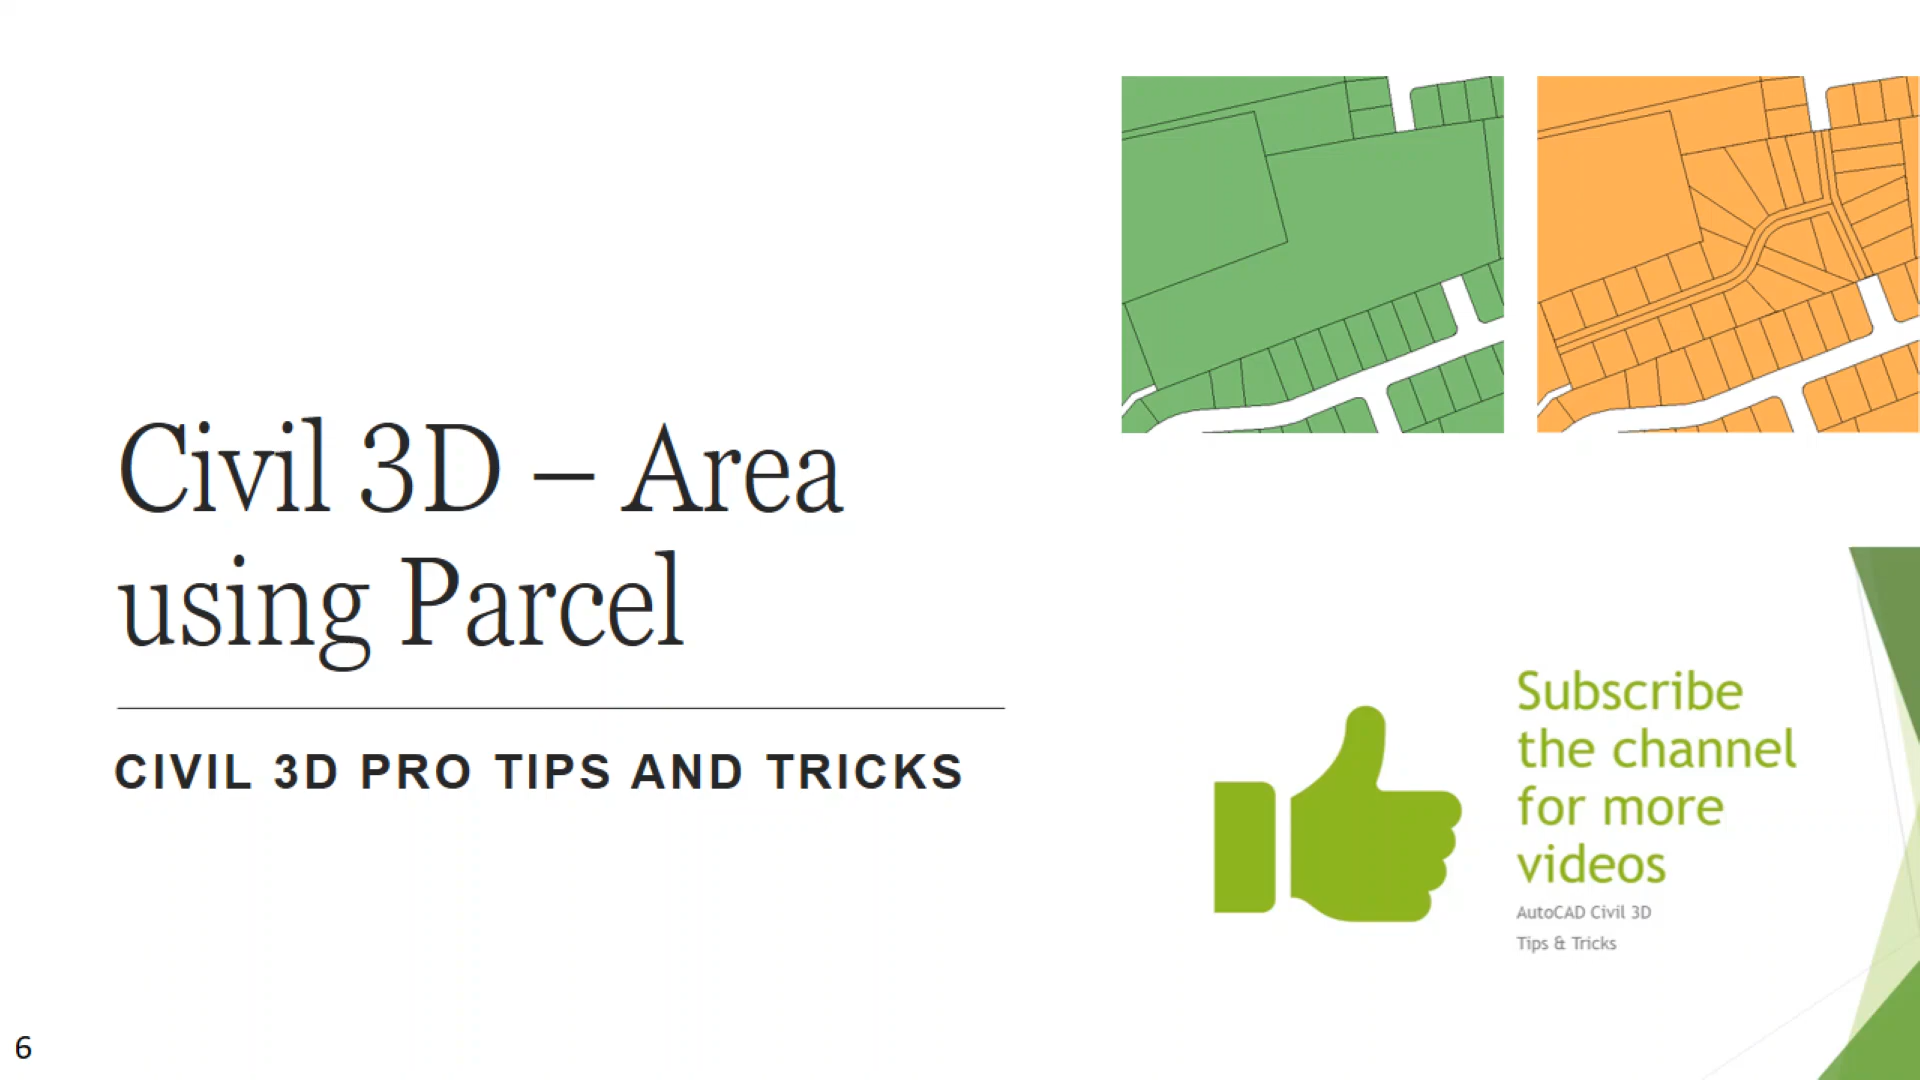 Civil 3D – Area
using Parcel
CIVIL 3D PRO TIPS AND TRICKS
Subscribe
the channel
for more
videos
AutoCAD Civil 3D
Tips & Tricks
6